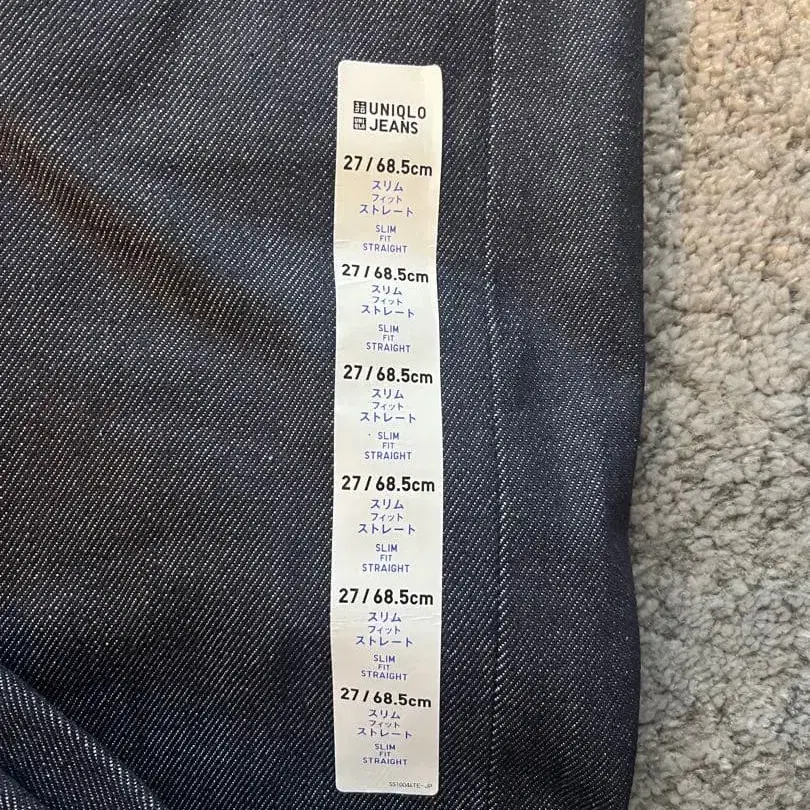 UNIQLO
JEANS
27/68.5cm
スリム
フィット
ストレート
SLIM
FIT
STRAIGHT
27/68.5cm
スリム
フィット
ストレート
SLIM
FIT
STRAIGHT
27/68.5cm
スリム
フィット
ストレート
SLIM
FIT
STRAIGHT
27/68.5cm
スリム
フィット
ストレート
SLIM
FIT
STRAIGHT
27/68.5cm
スリム
フィット
ストレート
SLIM
FIT
STRAIGHT
27/68.5cm
スリム
フィット
ストレート
SLIM
FIT
STRAIGHT